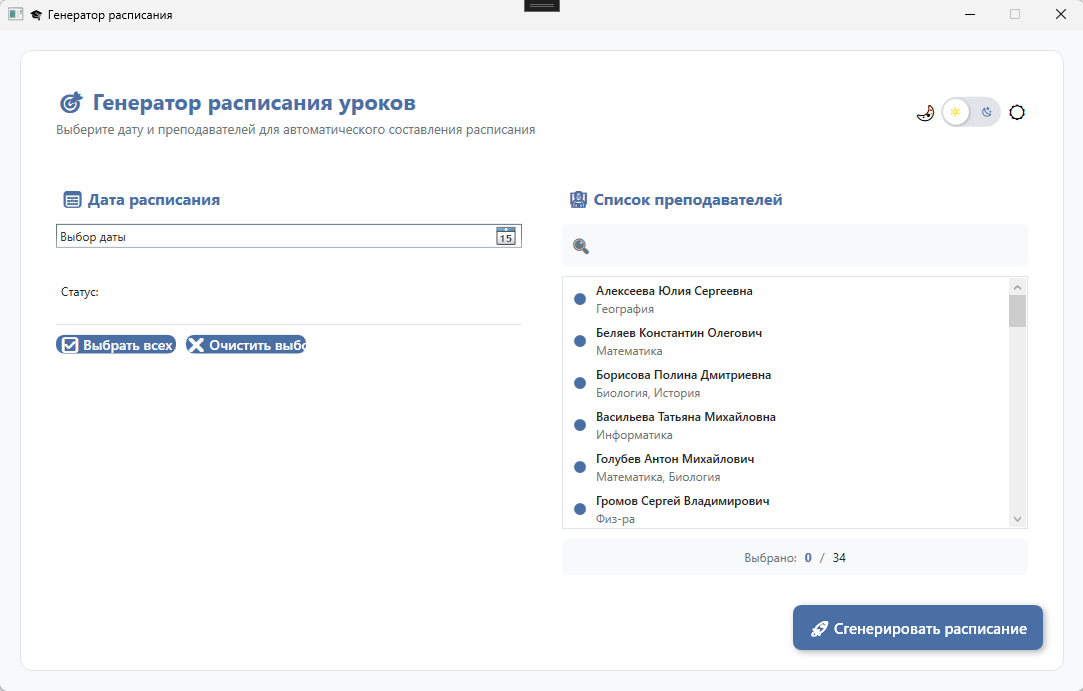 Генератор расписания
Генератор расписания уроков
Выберите дату и преподавателей для автоматического составления расписания
Дата расписания
Выбор даты
15
Статус:
Выбрать всех
Очистить выбо
Список преподавателей
Алексеева Юлия Сергеевна
География
Беляев Константин Олегович
Математика
Борисова Полина Дмитриевна
Биология, История
Васильева Татьяна Михайловна
Информатика
Голубев Антон Михайлович
Математика, Биология
Громов Сергей Владимирович
Физ-ра
Выбрано: 0 / 34
Сгенерировать расписание